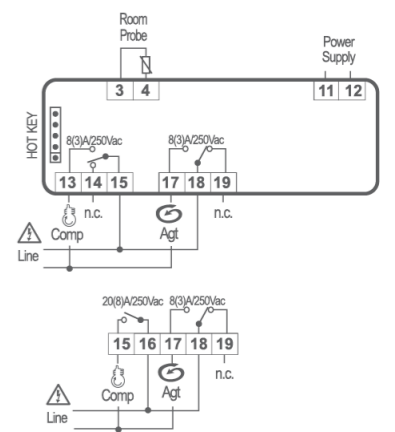 Room
Probe
Power
Supply
3 4
11 12
HOT KEY
8(3)A/250Vac
8(3)A/250Vac
13 14 15
17 18 19
n.c.
n.c.
Comp
Agt
Line
20(8)A/250Vac 8(3)A/250Vac
15 16 17 18 19
n.c.
Comp
Agt
Line